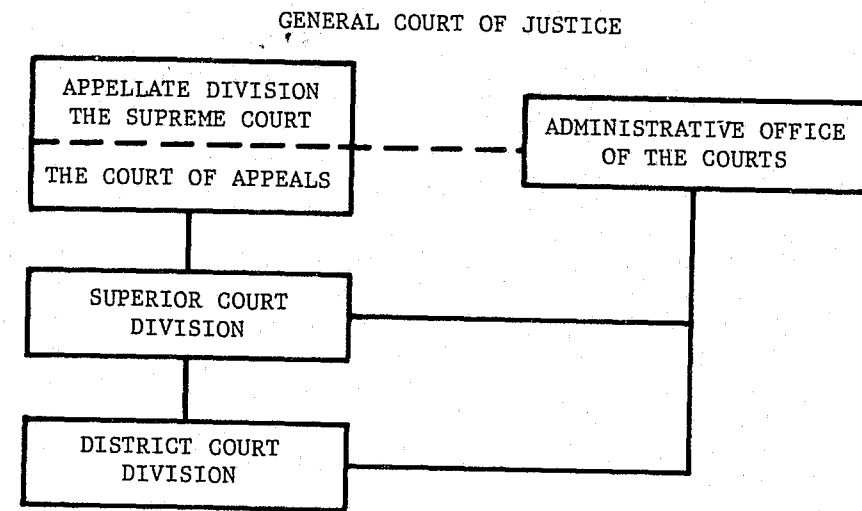 GENERAL COURT OF JUSTICE
APPELLATE DIVISION
THE SUPREME COURT
THE COURT OF APPEALS
ADMINISTRATIVE OFFICE
OF THE COURTS
SUPERIOR COURT
DIVISION
DISTRICT COURT
DIVISION